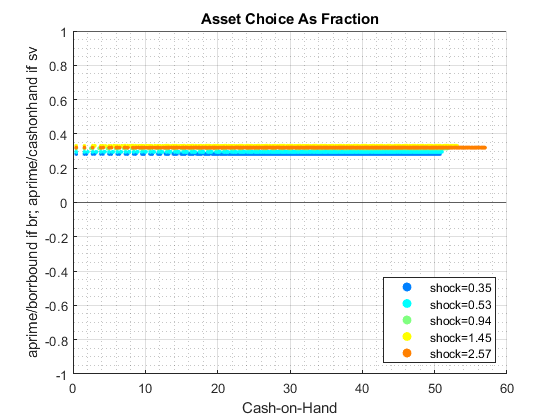 Asset Choice As Fraction
aprime/borrbound if br; aprime/cashonhand if sv
1
0.8
0.6
0.4
0.2
0
-0.2
-0.4
-0.6
-0.8
-1
shock=0.35
shock=0.53
shock=0.94
shock=1.45
shock=2.57
0 10 20 30 40 50 60
Cash-on-Hand